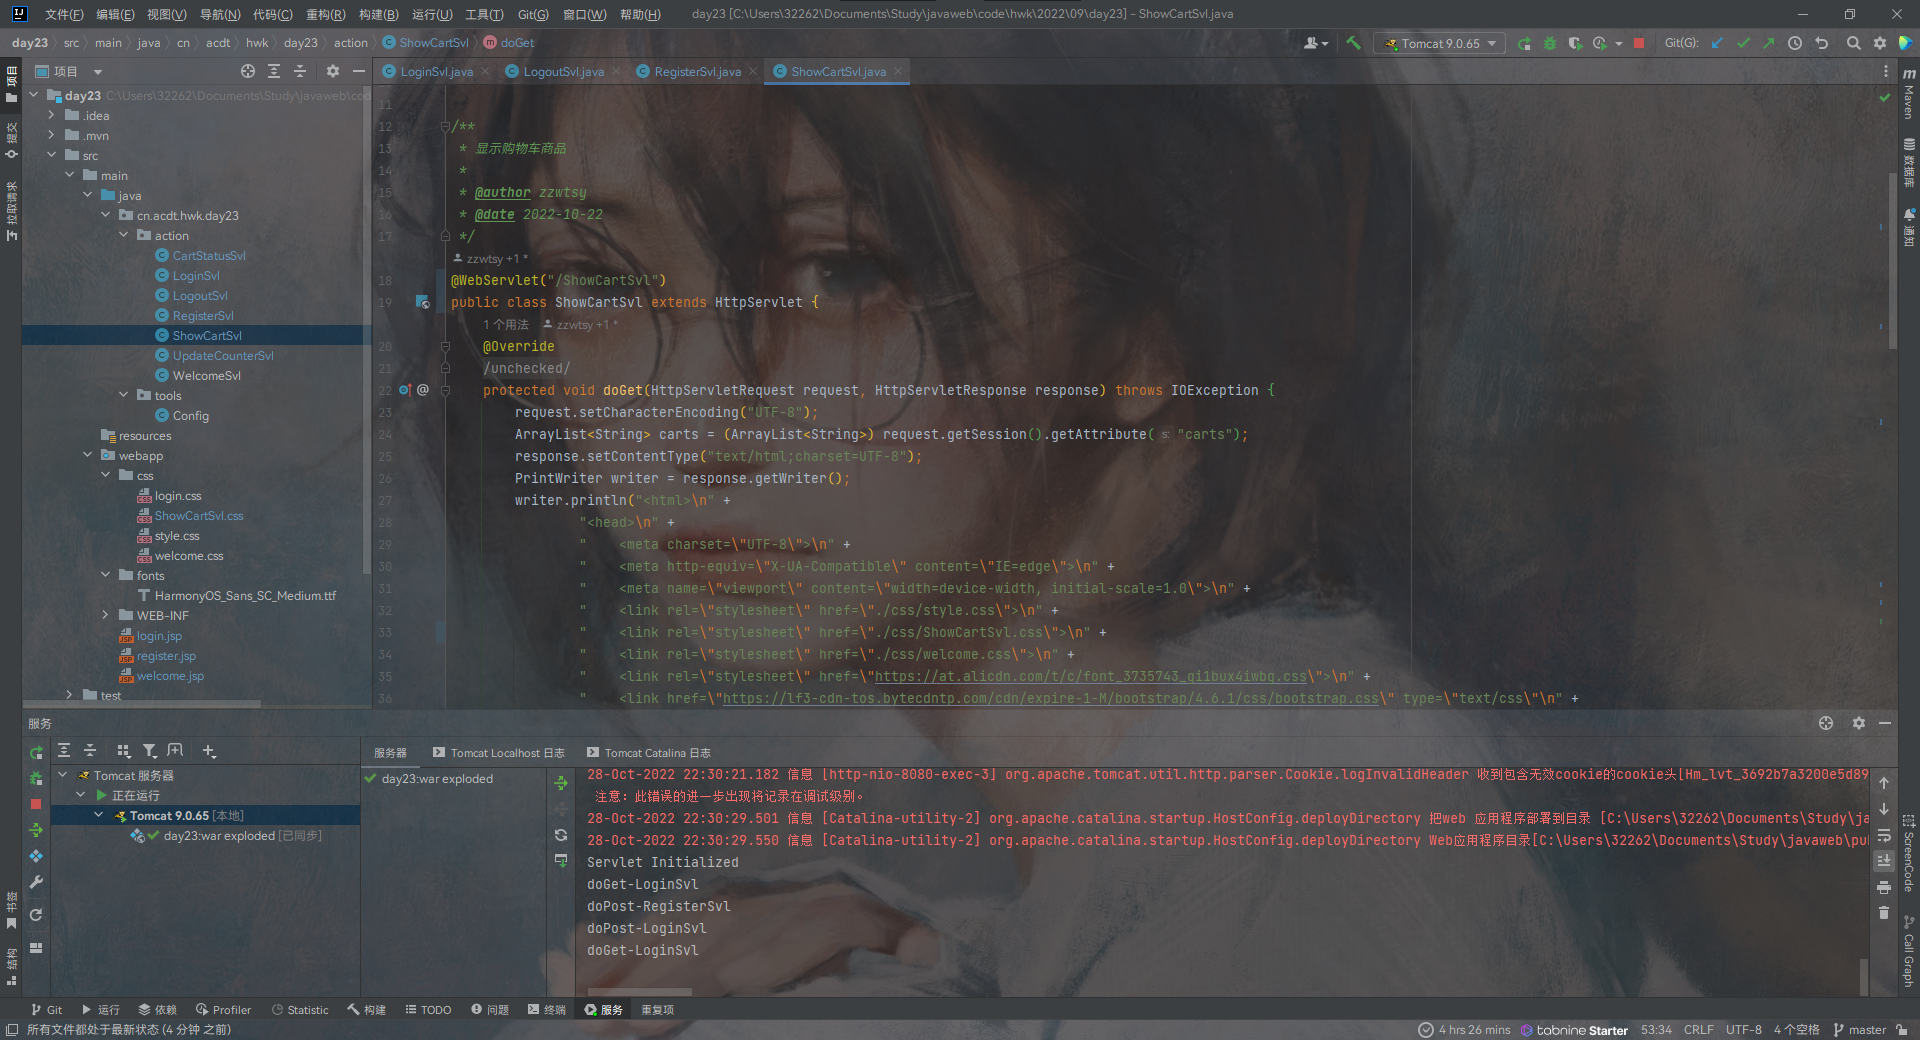 文件(F) 编辑(E) 视图(V) 导航(N) 代码(C) 重构(R) 构建(B) 运行(U) 工具(T) Git(G) 窗口(W) 帮助(H) day23 [C:\Users\32262\Documents\Study\javaweb\code\hwk\2022\09\day23] - ShowCartSvl.java
day23 src main java cn acdt hwk day23 action ShowCartSvl doGet Tomcat 9.0.65 Git(G):
项目
LoginSvl.java LogoutSvl.java RegisterSvl.java ShowCartSvl.java
day23 C:\Users\32262\Documents\Study\javaweb\cod
.idea
.mvn
src
main
java
cn.acdt.hwk.day23
action
CartStatusSvl
LoginSvl
LogoutSvl
RegisterSvl
ShowCartSvl
UpdateCounterSvl
WelcomeSvl
tools
Config
resources
webapp
css
login.css
ShowCartSvl.css
style.css
welcome.css
fonts
HarmonyOS_Sans_SC_Medium.ttf
WEB-INF
login.jsp
register.jsp
welcome.jsp
test
11
12 /**
13 * 显示购物车商品
14 *
15 * @author zzwtsy
16 * @date 2022-10-22
17 */
zzwtsy +1 *
18 @WebServlet("/ShowCartSvl")
19 public class ShowCartSvl extends HttpServlet {
1 个用法 zzwtsy +1 *
20 @Override
21 /unchecked/
22 @ protected void doGet(HttpServletRequest request, HttpServletResponse response) throws IOException {
23 request.setCharacterEncoding("UTF-8");
24 ArrayList<String> carts = (ArrayList<String>) request.getSession().getAttribute( s: "carts");
25 response.setContentType("text/html;charset=UTF-8");
26 PrintWriter writer = response.getWriter();
27 writer.println("<html>\n" +
28 "<head>\n" +
29 "    <meta charset=\"UTF-8\">\n" +
30 "    <meta http-equiv=\"X-UA-Compatible\" content=\"IE=edge\">\n" +
31 "    <meta name=\"viewport\" content=\"width=device-width, initial-scale=1.0\">\n" +
32 "    <link rel=\"stylesheet\" href=\"./css/style.css\">\n" +
33 "    <link rel=\"stylesheet\" href=\"./css/ShowCartSvl.css\">\n" +
34 "    <link rel=\"stylesheet\" href=\"./css/welcome.css\">\n" +
35 "    <link rel=\"stylesheet\" href=\"https://at.alicdn.com/t/c/font_3735743_qi1bux4iwbq.css\">\n" +
36 "    <link href=\"https://lf3-cdn-tos.bytecdntp.com/cdn/expire-1-M/bootstrap/4.6.1/css/bootstrap.css\" type=\"text/css\"\n" +
项目
提交
拉取请求
书签
结构
Maven
数据库
通知
ScreenCode
Call Graph
服务
服务器 Tomcat Localhost 日志 Tomcat Catalina 日志
Tomcat 服务器
正在运行
Tomcat 9.0.65 [本地]
day23:war exploded [已同步]
day23:war exploded
28-Oct-2022 22:30:21.182 信息 [http-nio-8080-exec-3] org.apache.tomcat.util.http.parser.Cookie.logInvalidHeader 收到包含无效cookie的cookie头[Hm_lvt_3692b7a3200e5d89
注意: 此错误的进一步出现将记录在调试级别。
28-Oct-2022 22:30:29.501 信息 [Catalina-utility-2] org.apache.catalina.startup.HostConfig.deployDirectory 把web 应用程序部署到目录 [C:\Users\32262\Documents\Study\ja
28-Oct-2022 22:30:29.550 信息 [Catalina-utility-2] org.apache.catalina.startup.HostConfig.deployDirectory Web应用程序目录[C:\Users\32262\Documents\Study\javaweb\pu
Servlet Initialized
doGet-LoginSvl
doPost-RegisterSvl
doPost-LoginSvl
doGet-LoginSvl
Git 运行 依赖 Profiler Statistic 构建 TODO 问题 终端 服务 重复项
所有文件都处于最新状态 (4 分钟 之前) 4 hrs 26 mins tabnine Starter 53:34 CRLF UTF-8 4 个空格 master